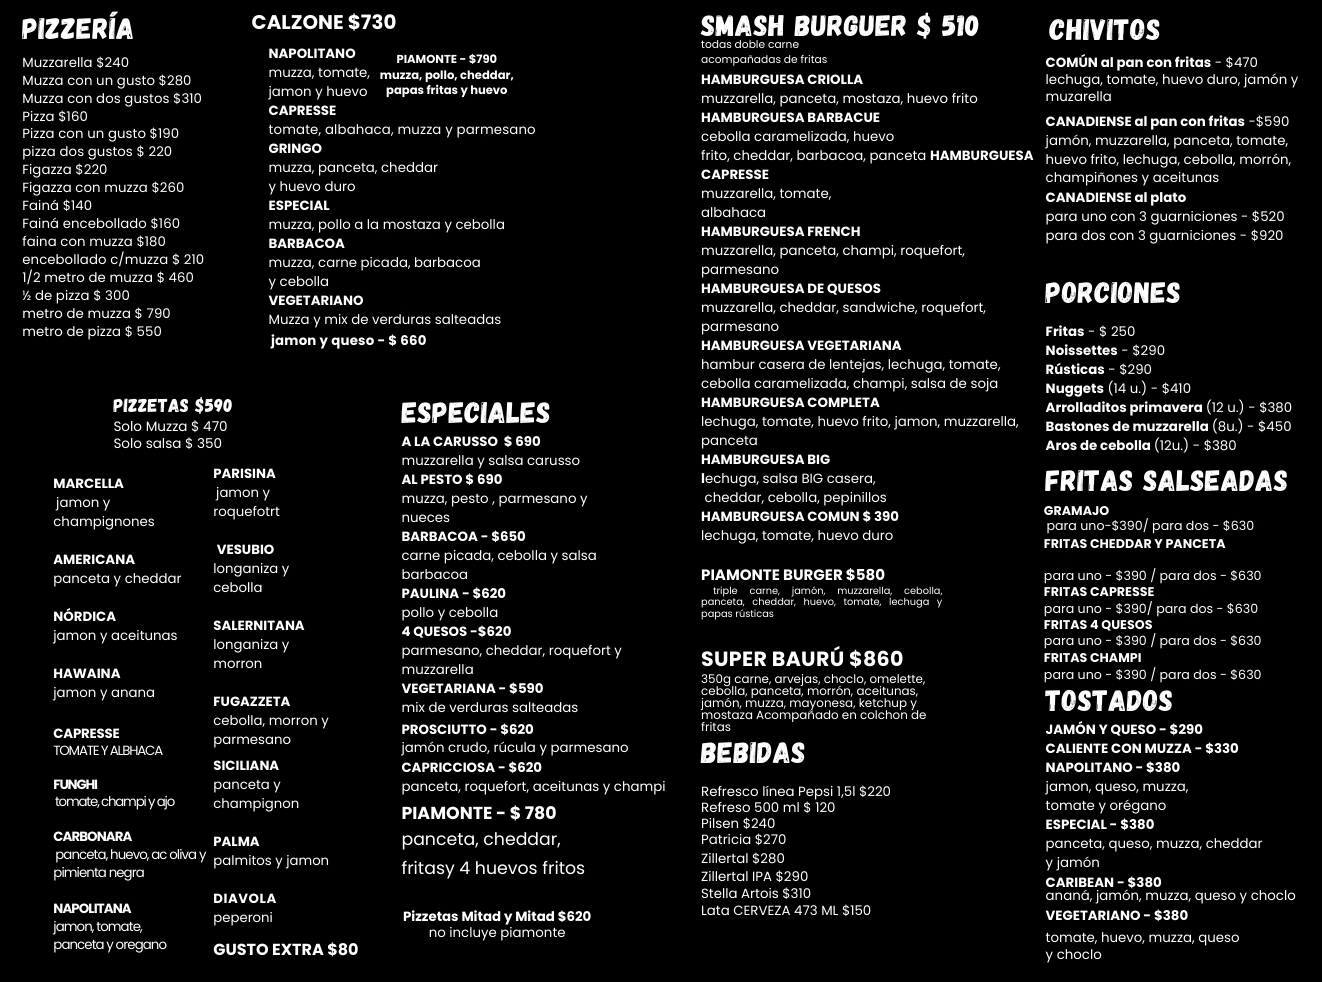 PIZZERÍA
Muzzarella $240
Muzza con un gusto $280
Muzza con dos gustos $310
Pizza $160
Pizza con un gusto $190
pizza dos gustos $ 220
Figazza $220
Figazza con muzza $260
Fainá $140
Fainá encebollado $160
faina con muzza $180
encebollado c/muzza $ 210
1/2 metro de muzza $ 460
½ de pizza $ 300
metro de muzza $ 790
metro de pizza $ 550
CALZONE $730
NAPOLITANO
muzza, tomate,
jamon y huevo
PIAMONTE - $790
muzza, pollo, cheddar,
papas fritas y huevo
CAPRESSE
tomate, albahaca, muzza y parmesano
GRINGO
muzza, panceta, cheddar
y huevo duro
ESPECIAL
muzza, pollo a la mostaza y cebolla
BARBACOA
muzza, carne picada, barbacoa
y cebolla
VEGETARIANO
Muzza y mix de verduras salteadas
jamon y queso - $ 660
PIZZETAS $590
Solo Muzza $ 470
Solo salsa $ 350
MARCELLA
jamon y
champignones
AMERICANA
panceta y cheddar
NÓRDICA
jamon y aceitunas
HAWAINA
jamon y anana
CAPRESSE
TOMATE Y ALBHACA
FUNGHI
tomate, champi y ajo
CARBONARA
panceta, huevo, ac oliva y
pimienta negra
NAPOLITANA
jamon, tomate,
panceta y oregano
PARISINA
jamon y
roquefotrt
VESUBIO
longaniza y
cebolla
SALERNITANA
longaniza y
morron
FUGAZZETA
cebolla, morron y
parmesano
SICILIANA
panceta y
champignon
PALMA
palmitos y jamon
DIAVOLA
peperoni
GUSTO EXTRA $80
ESPECIALES
A LA CARUSSO $ 690
muzzarella y salsa carusso
AL PESTO $ 690
muzza, pesto , parmesano y
nueces
BARBACOA - $650
carne picada, cebolla y salsa
barbacoa
PAULINA - $620
pollo y cebolla
4 QUESOS -$620
parmesano, cheddar, roquefort y
muzzarella
VEGETARIANA - $590
mix de verduras salteadas
PROSCIUTTO - $620
jamón crudo, rúcula y parmesano
CAPRICCIOSA - $620
panceta, roquefort, aceitunas y champi
PIAMONTE - $ 780
panceta, cheddar,
fritasy 4 huevos fritos
Pizzetas Mitad y Mitad $620
no incluye piamonte
SMASH BURGUER $ 510
todas doble carne
acompañadas de fritas
HAMBURGUESA CRIOLLA
muzzarella, panceta, mostaza, huevo frito
HAMBURGUESA BARBACUE
cebolla caramelizada, huevo
frito, cheddar, barbacoa, panceta HAMBURGUESA
CAPRESSE
muzzarella, tomate,
albahaca
HAMBURGUESA FRENCH
muzzarella, panceta, champi, roquefort,
parmesano
HAMBURGUESA DE QUESOS
muzzarella, cheddar, sandwiche, roquefort,
parmesano
HAMBURGUESA VEGETARIANA
hambur casera de lentejas, lechuga, tomate,
cebolla caramelizada, champi, salsa de soja
HAMBURGUESA COMPLETA
lechuga, tomate, huevo frito, jamon, muzzarella,
panceta
HAMBURGUESA BIG
lechuga, salsa BIG casera,
cheddar, cebolla, pepinillos
HAMBURGUESA COMUN $ 390
lechuga, tomate, huevo duro
PIAMONTE BURGER $580
triple carne, jamón, muzzarella, cebolla,
panceta, cheddar, huevo, tomate, lechuga y
papas rústicas
SUPER BAURÚ $860
350g carne, arvejas, choclo, omelette,
cebolla, panceta, morrón, aceitunas,
jamón, muzza, mayonesa, ketchup y
mostaza Acompañado en colchon de
fritas
BEBIDAS
Refresco línea Pepsi 1,5l $220
Refreso 500 ml $ 120
Pilsen $240
Patricia $270
Zillertal $280
Zillertal IPA $290
Stella Artois $310
Lata CERVEZA 473 ML $150
CHIVITOS
COMÚN al pan con fritas - $470
lechuga, tomate, huevo duro, jamón y
muzarella
CANADIENSE al pan con fritas -$590
jamón, muzzarella, panceta, tomate,
huevo frito, lechuga, cebolla, morrón,
champiñones y aceitunas
CANADIENSE al plato
para uno con 3 guarniciones - $520
para dos con 3 guarniciones - $920
PORCIONES
Fritas - $ 250
Noissettes - $290
Rústicas - $290
Nuggets (14 u.) - $410
Arrolladitos primavera (12 u.) - $380
Bastones de muzzarella (8u.) - $450
Aros de cebolla (12u.) - $380
FRITAS SALSEADAS
GRAMAJO
para uno-$390/ para dos - $630
FRITAS CHEDDAR Y PANCETA
para uno - $390 / para dos - $630
FRITAS CAPRESSE
para uno - $390/ para dos - $630
FRITAS 4 QUESOS
para uno - $390 / para dos - $630
FRITAS CHAMPI
para uno - $390 / para dos - $630
TOSTADOS
JAMÓN Y QUESO - $290
CALIENTE CON MUZZA - $330
NAPOLITANO - $380
jamon, queso, muzza,
tomate y orégano
ESPECIAL - $380
panceta, queso, muzza, cheddar
y jamón
CARIBEAN - $380
ananá, jamón, muzza, queso y choclo
VEGETARIANO - $380
tomate, huevo, muzza, queso
y choclo